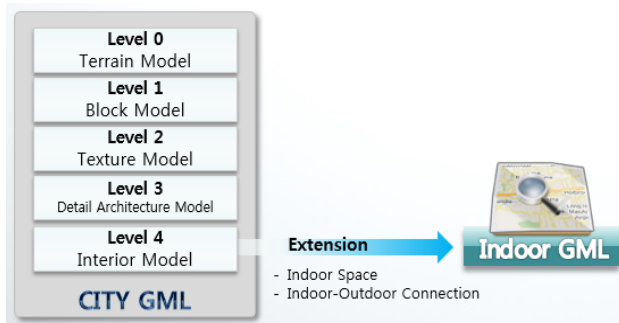 Level 0
Terrain Model
Level 1
Block Model
Level 2
Texture Model
Level 3
Detail Architecture Model
Level 4
Interior Model
CITY GML
Extension
- Indoor Space
- Indoor-Outdoor Connection
Indoor GML